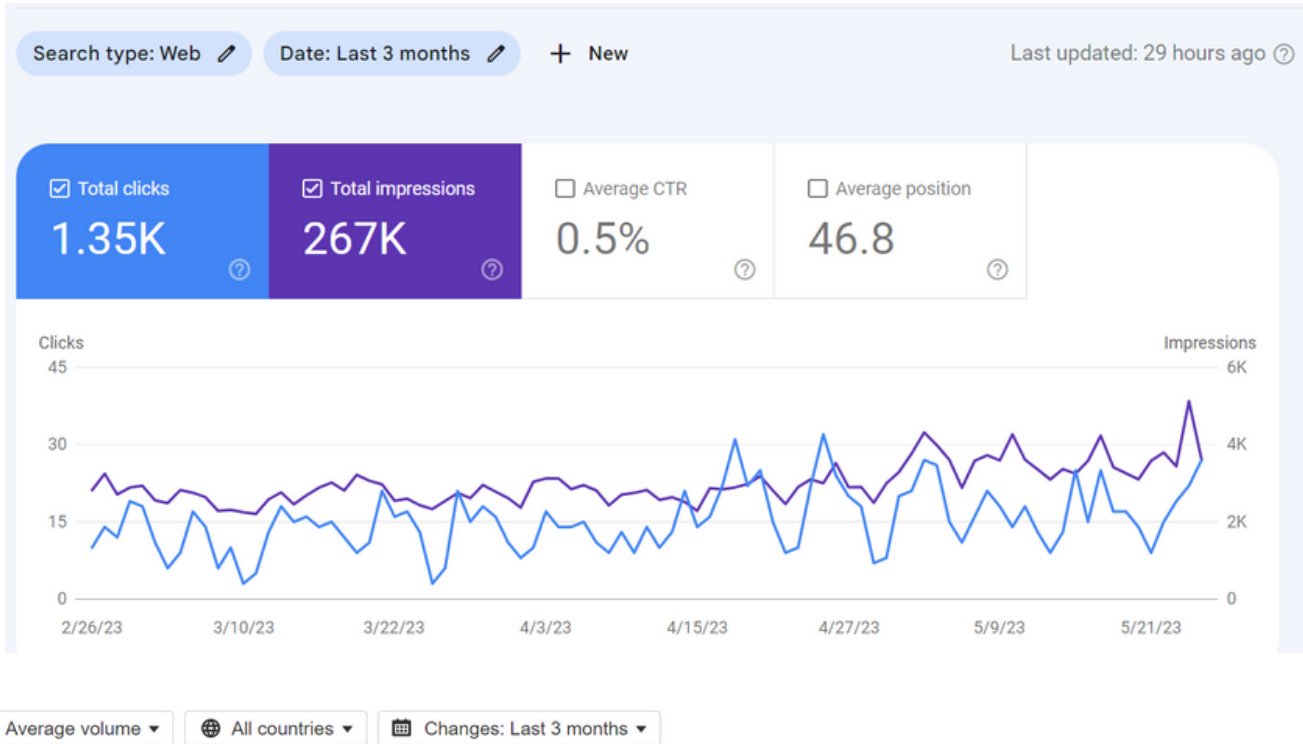 Search type: Web Date: Last 3 months + New Last updated: 29 hours ago
Total clicks Total impressions Average CTR Average position
1.35K 267K 0.5% 46.8
Clicks Impressions
45 6K
30 4K
15 2K
0 0
2/26/23 3/10/23 3/22/23 4/3/23 4/15/23 4/27/23 5/9/23 5/21/23
Average volume All countries Changes: Last 3 months